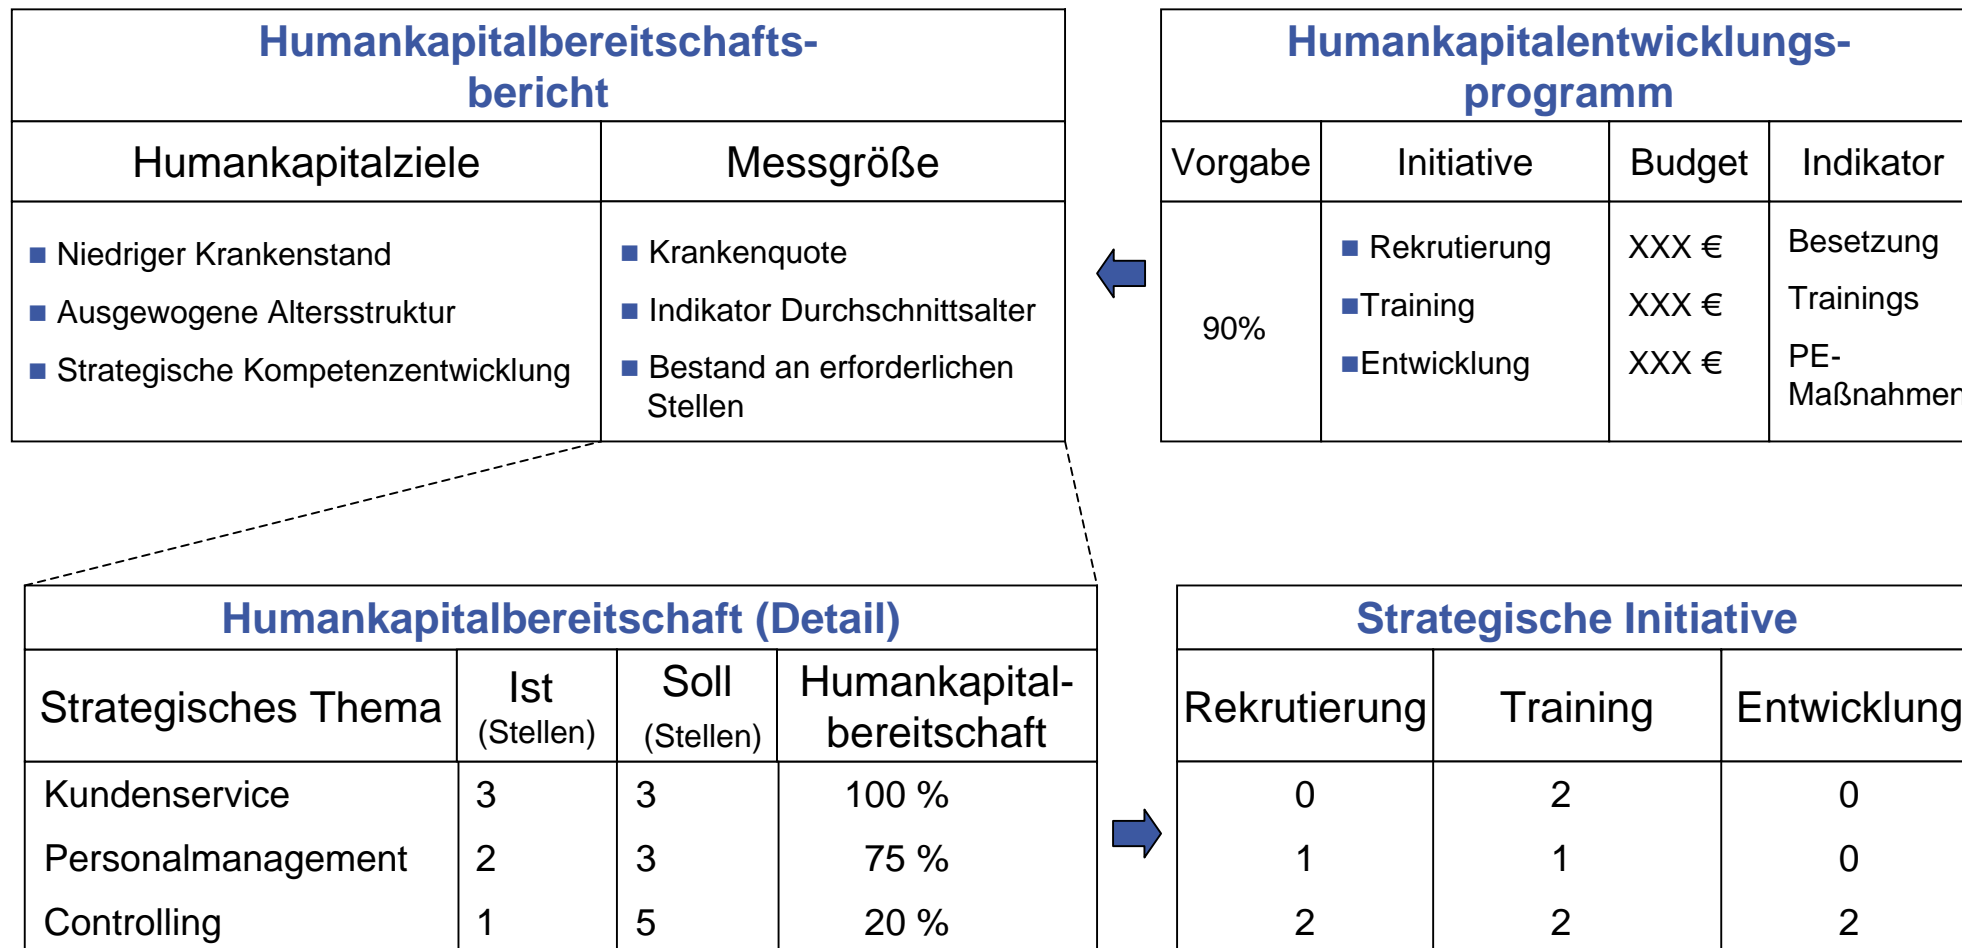 Humankapitalbereitschafts-
bericht
Humankapitalziele Messgröße
■ Niedriger Krankenstand
■ Ausgewogene Altersstruktur
■ Strategische Kompetenzentwicklung
■ Krankenquote
■ Indikator Durchschnittsalter
■ Bestand an erforderlichen
Stellen
Humankapitalentwicklungs-
programm
Vorgabe Initiative Budget Indikator
90%
■ Rekrutierung
■Training
■Entwicklung
XXX €
XXX €
XXX €
Besetzung
Trainings
PE-
Maßnahmen
Humankapitalbereitschaft (Detail)
Strategisches Thema
Ist
(Stellen)
Soll
(Stellen)
Humankapital-
bereitschaft
Kundenservice 3 3 100 %
Personalmanagement 2 3 75 %
Controlling 1 5 20 %
Strategische Initiative
Rekrutierung Training Entwicklung
0 2 0
1 1 0
2 2 2